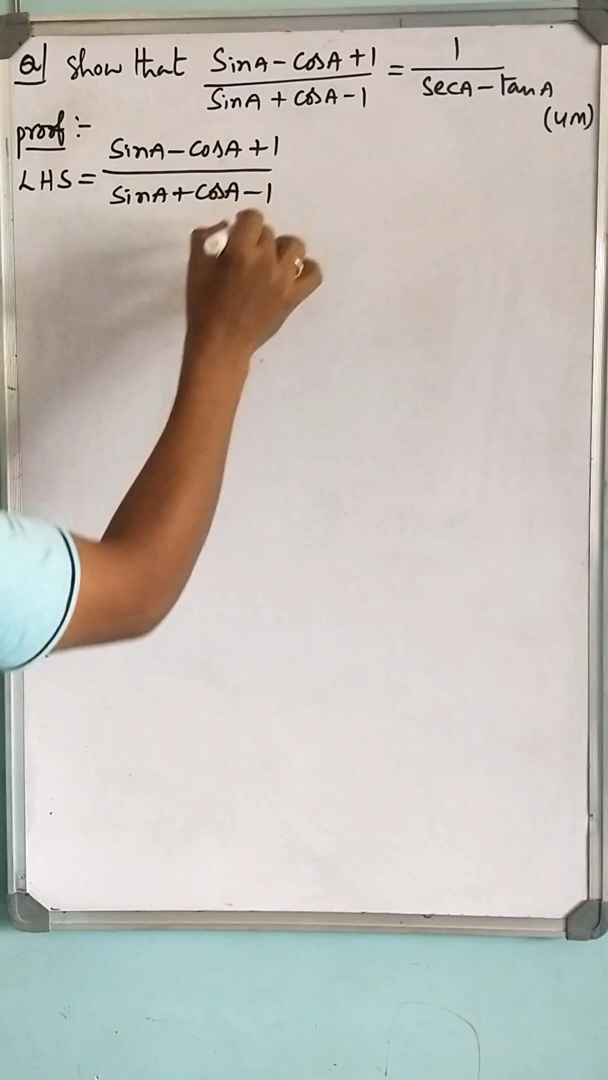 Q) Show that SinA - CosA + 1 / SinA + CosA - 1 = 1 / SecA - TanA
(4M)
proof :-
LHS = SinA - CosA + 1 / SinA + CosA - 1